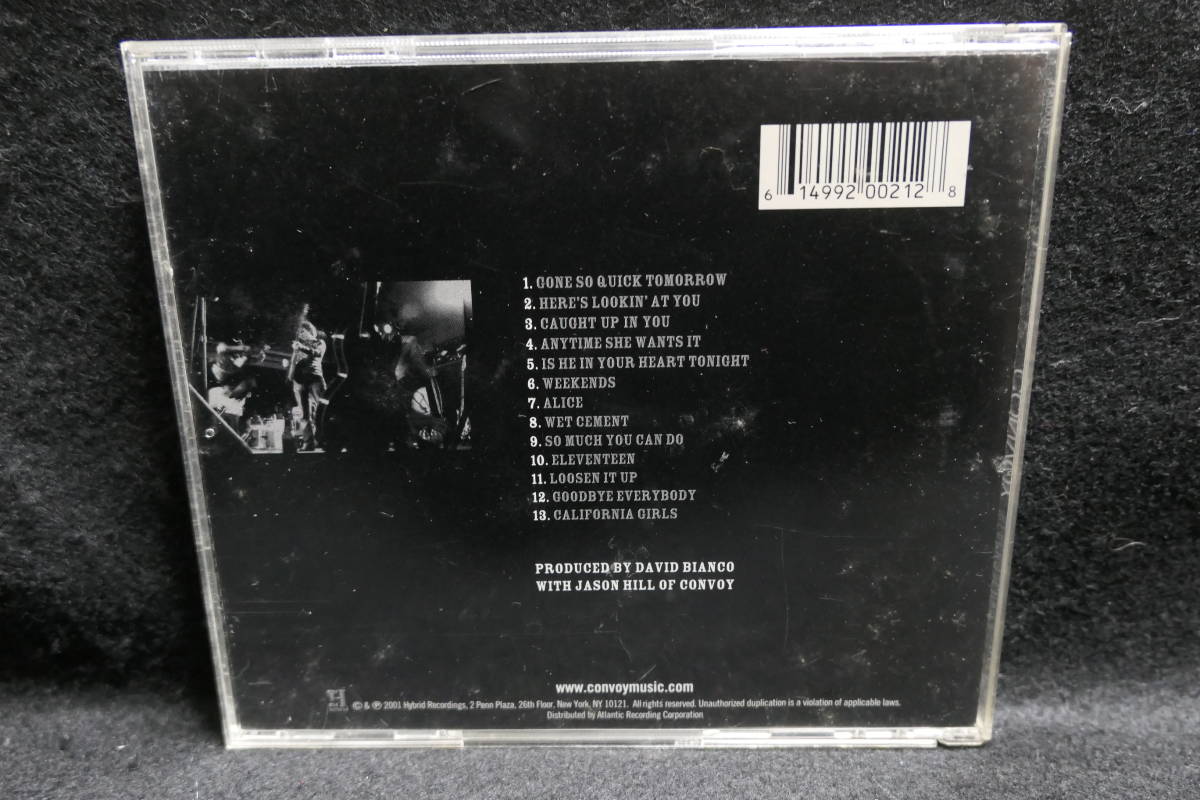 6 14992 00212 8
1. GONE SO QUICK TOMORROW
2. HERE'S LOOKIN' AT YOU
3. CAUGHT UP IN YOU
4. ANYTIME SHE WANTS IT
5. IS HE IN YOUR HEART TONIGHT
6. WEEKENDS
7. ALICE
8. WET CEMENT
9. SO MUCH YOU CAN DO
10. ELEVENTEEN
11. LOOSEN IT UP
12. GOODBYE EVERYBODY
13. CALIFORNIA GIRLS
PRODUCED BY DAVID BIANCO
WITH JASON HILL OF CONVOY
www.convoymusic.com
© & ℗ 2001 Hybrid Recordings, 2 Penn Plaza, 26th Floor, New York, NY 10121. All rights reserved. Unauthorized duplication is a violation of applicable laws.
Distributed by Atlantic Recording Corporation